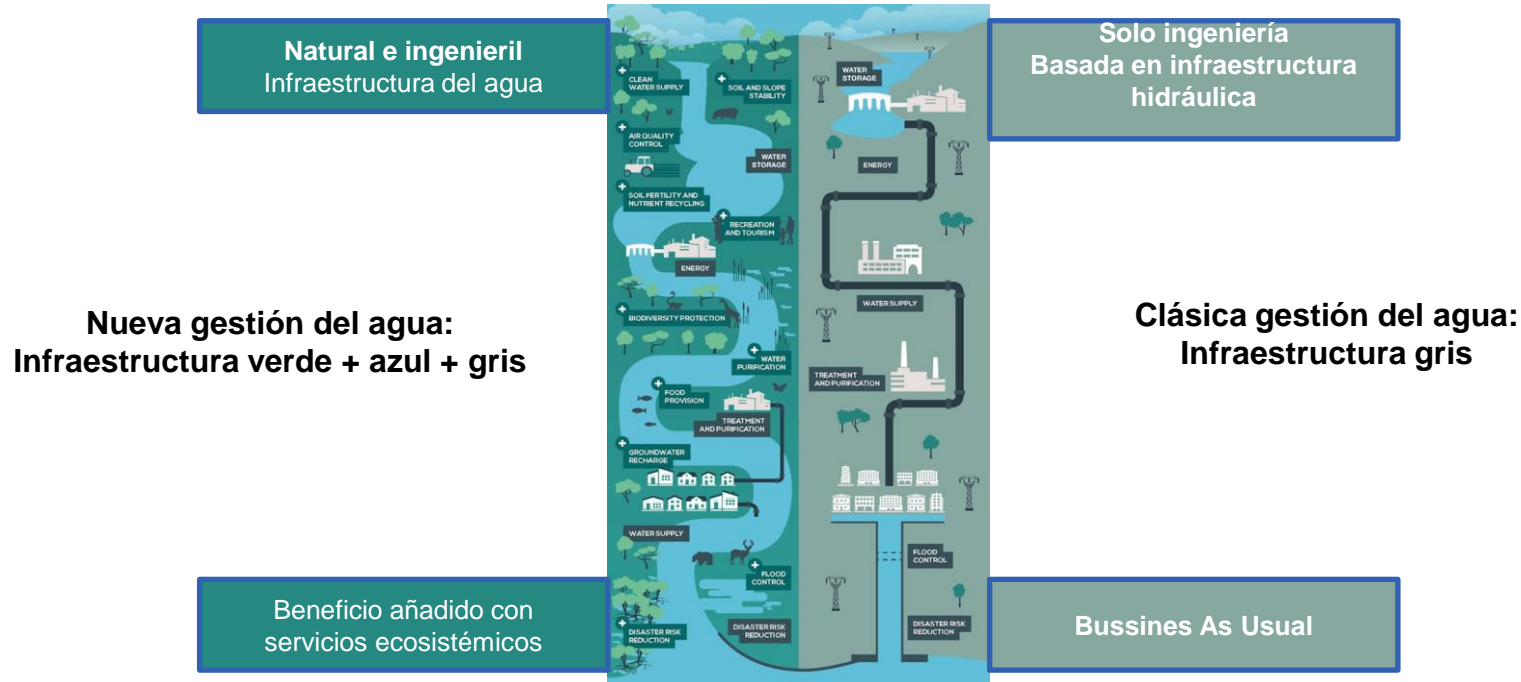 Natural e ingenieril
Infraestructura del agua
Nueva gestión del agua:
Infraestructura verde + azul + gris
Beneficio añadido con
servicios ecosistémicos
CLEAN
WATER SUPPLY
SOIL AND SLOPE
STABILITY
AIR QUALITY
CONTROL
WATER
STORAGE
SOIL FERTILITY AND
NUTRIENT RECYCLING
RECREATION
AND TOURISM
ENERGY
BIODIVERSITY PROTECTION
WATER
PURIFICATION
FOOD
PROVISION
TREATMENT
AND PURIFICATION
GROUNDWATER
RECHARGE
WATER SUPPLY
FLOOD
CONTROL
DISASTER RISK
REDUCTION
DISASTER RISK
REDUCTION
WATER
STORAGE
ENERGY
WATER SUPPLY
TREATMENT
AND PURIFICATION
FLOOD
CONTROL
DISASTER RISK
REDUCTION
Solo ingeniería
Basada en infraestructura
hidráulica
Clásica gestión del agua:
Infraestructura gris
Bussines As Usual